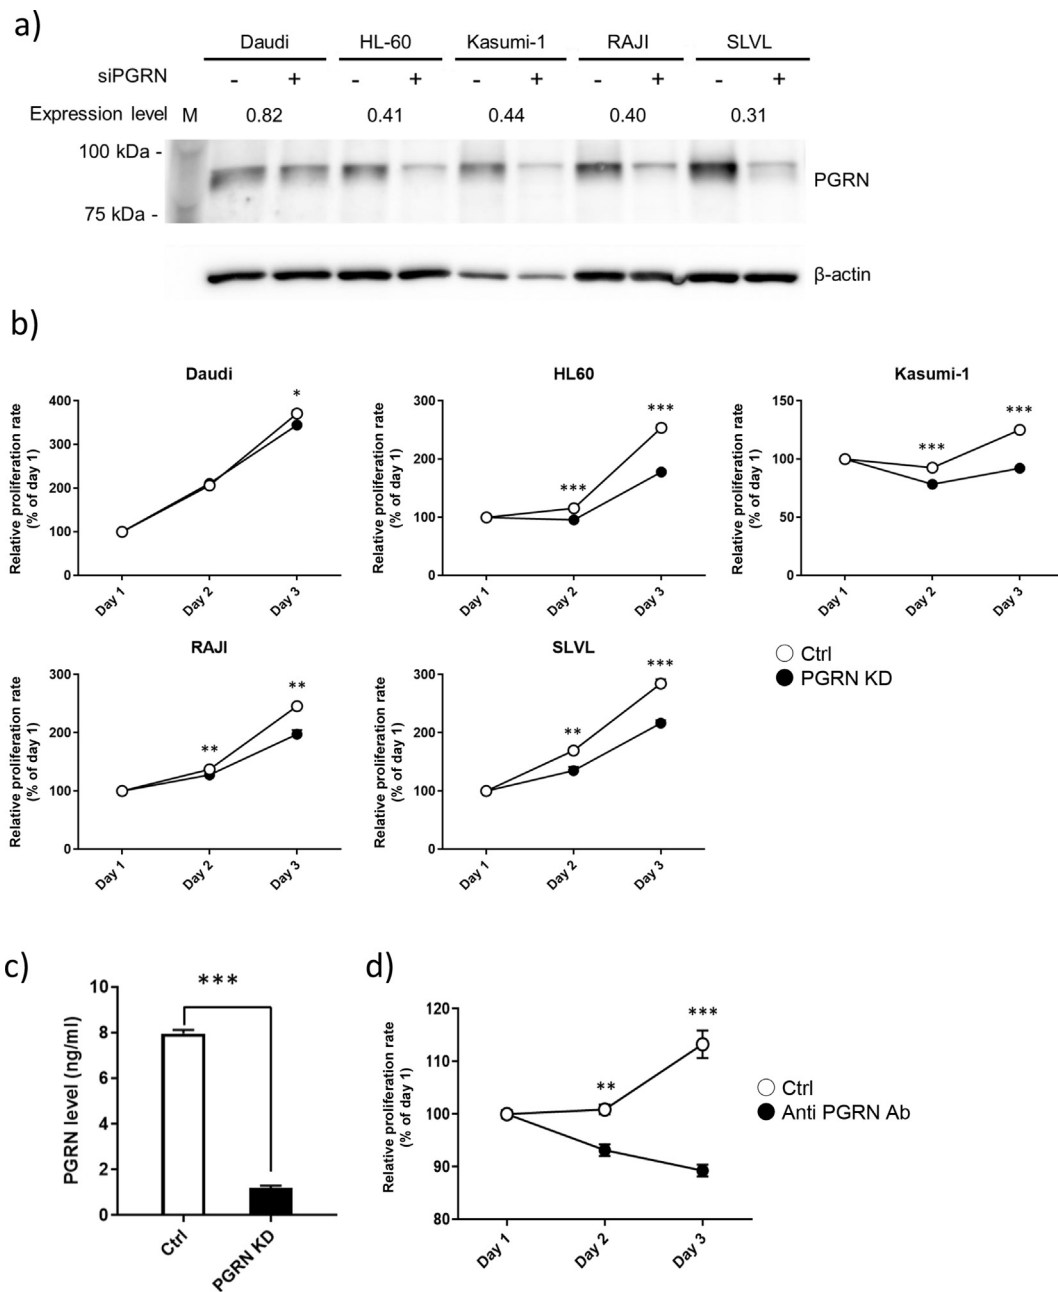 a)
Daudi HL-60 Kasumi-1 RAJI SLVL
siPGRN - + - + - + - + - +
Expression level M 0.82 0.41 0.44 0.40 0.31
100 kDa -
PGRN
75 kDa -
β-actin
b)
Daudi
Relative proliferation rate
(% of day 1)
400
300
200
100
0
*
Day 1 Day 2 Day 3
HL60
Relative proliferation rate
(% of day 1)
300
200
100
0
*** ***
Day 1 Day 2 Day 3
Kasumi-1
Relative proliferation rate
(% of day 1)
150
100
50
0
*** ***
Day 1 Day 2 Day 3
RAJI
Relative proliferation rate
(% of day 1)
300
200
100
0
** **
Day 1 Day 2 Day 3
SLVL
Relative proliferation rate
(% of day 1)
300
200
100
0
** ***
Day 1 Day 2 Day 3
Ctrl
PGRN KD
c)
PGRN level (ng/ml)
10
8
6
4
2
0
***
Ctrl PGRN KD
d)
Relative proliferation rate
(% of day 1)
120
110
100
90
80
** ***
Day 1 Day 2 Day 3
Ctrl
Anti PGRN Ab